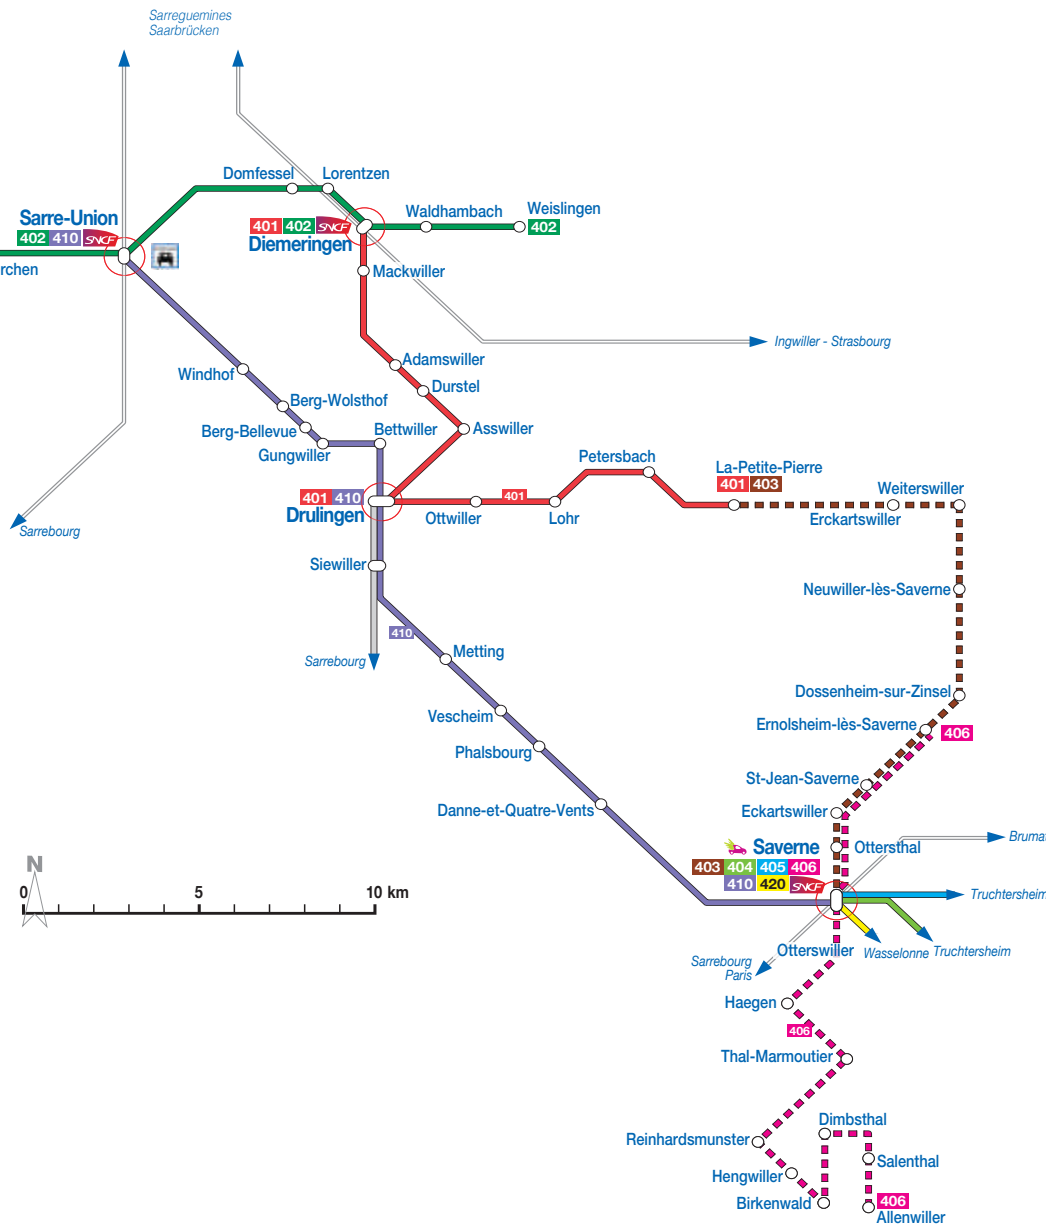 Sarreguemines
Saarbrücken
Domfessel
Lorentzen
Sarre-Union
402 410 SNCF
rchen
401 402 SNCF
Diemeringen
Waldhambach
Weislingen
402
Mackwiller
Ingwiller - Strasbourg
Adamswiller
Windhof
Durstel
Berg-Wolsthof
Berg-Bellevue
Bettwiller
Asswiller
Gungwiller
Petersbach
La-Petite-Pierre
401 403
Weiterswiller
401 410
Drulingen
401
Ottwiller
Lohr
Erckartswiller
Sarrebourg
Siewiller
Neuwiller-lès-Saverne
410
Sarrebourg
Metting
Dossenheim-sur-Zinsel
Vescheim
Ernolsheim-lès-Saverne
406
Phalsbourg
St-Jean-Saverne
Danne-et-Quatre-Vents
Eckartswiller
Saverne
Ottersthal
Bruma
403 404 405 406
410 420 SNCF
N
0 5 10 km
Truchtersheim
Otterswiller
Wasselonne
Truchtersheim
Sarrebourg
Paris
Haegen
406
Thal-Marmoutier
Dimbsthal
Reinhardsmunster
Salenthal
Hengwiller
Birkenwald
406
Allenwiller